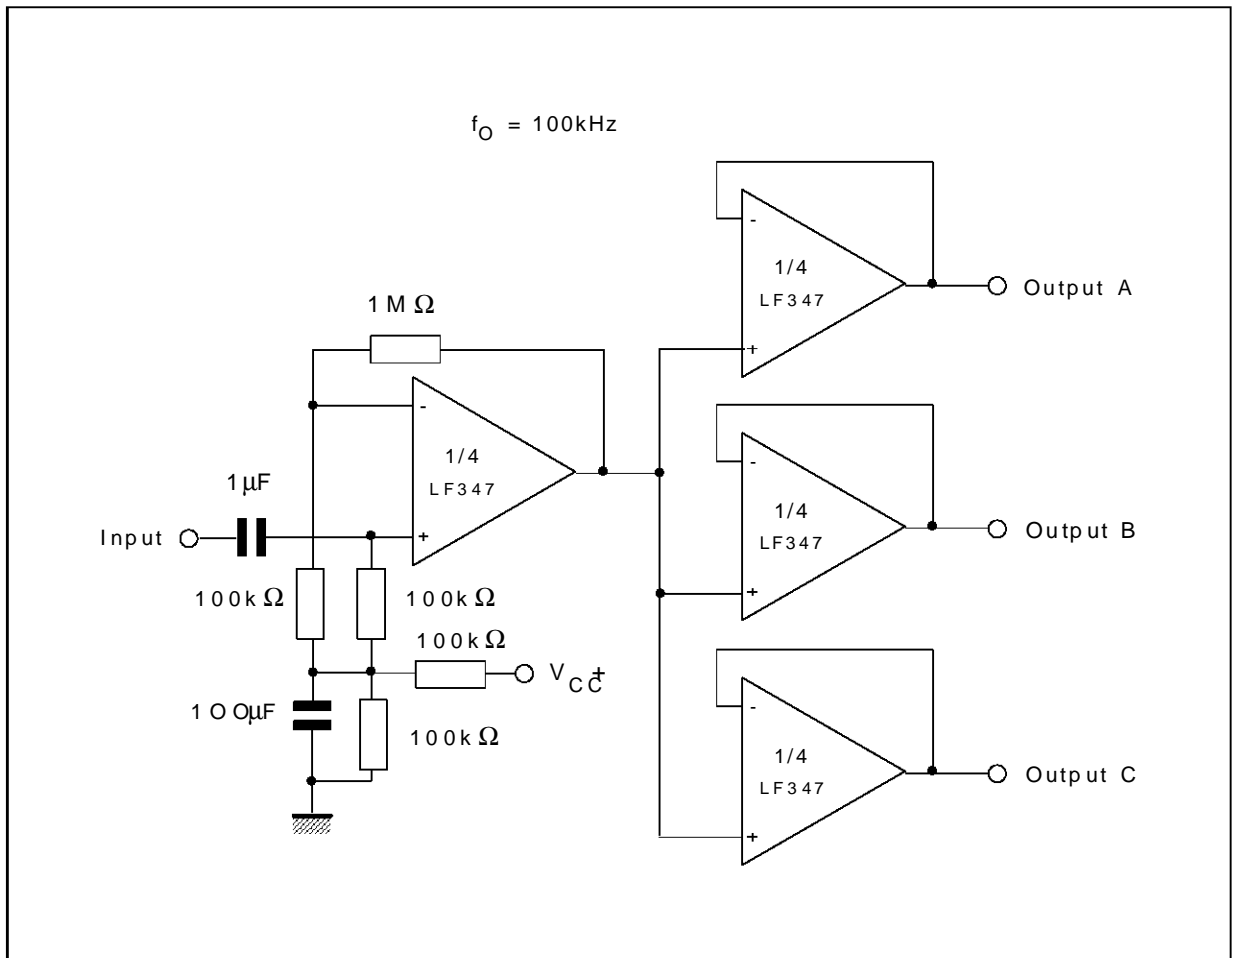 fO = 100kHz
1/4
LF347
Output A
1MΩ
-
+
1/4
LF347
-
+
1µF
Input
1/4
LF347
-
+
Output B
100kΩ
100kΩ
100kΩ
VCC+
100µF
100kΩ
1/4
LF347
-
+
Output C